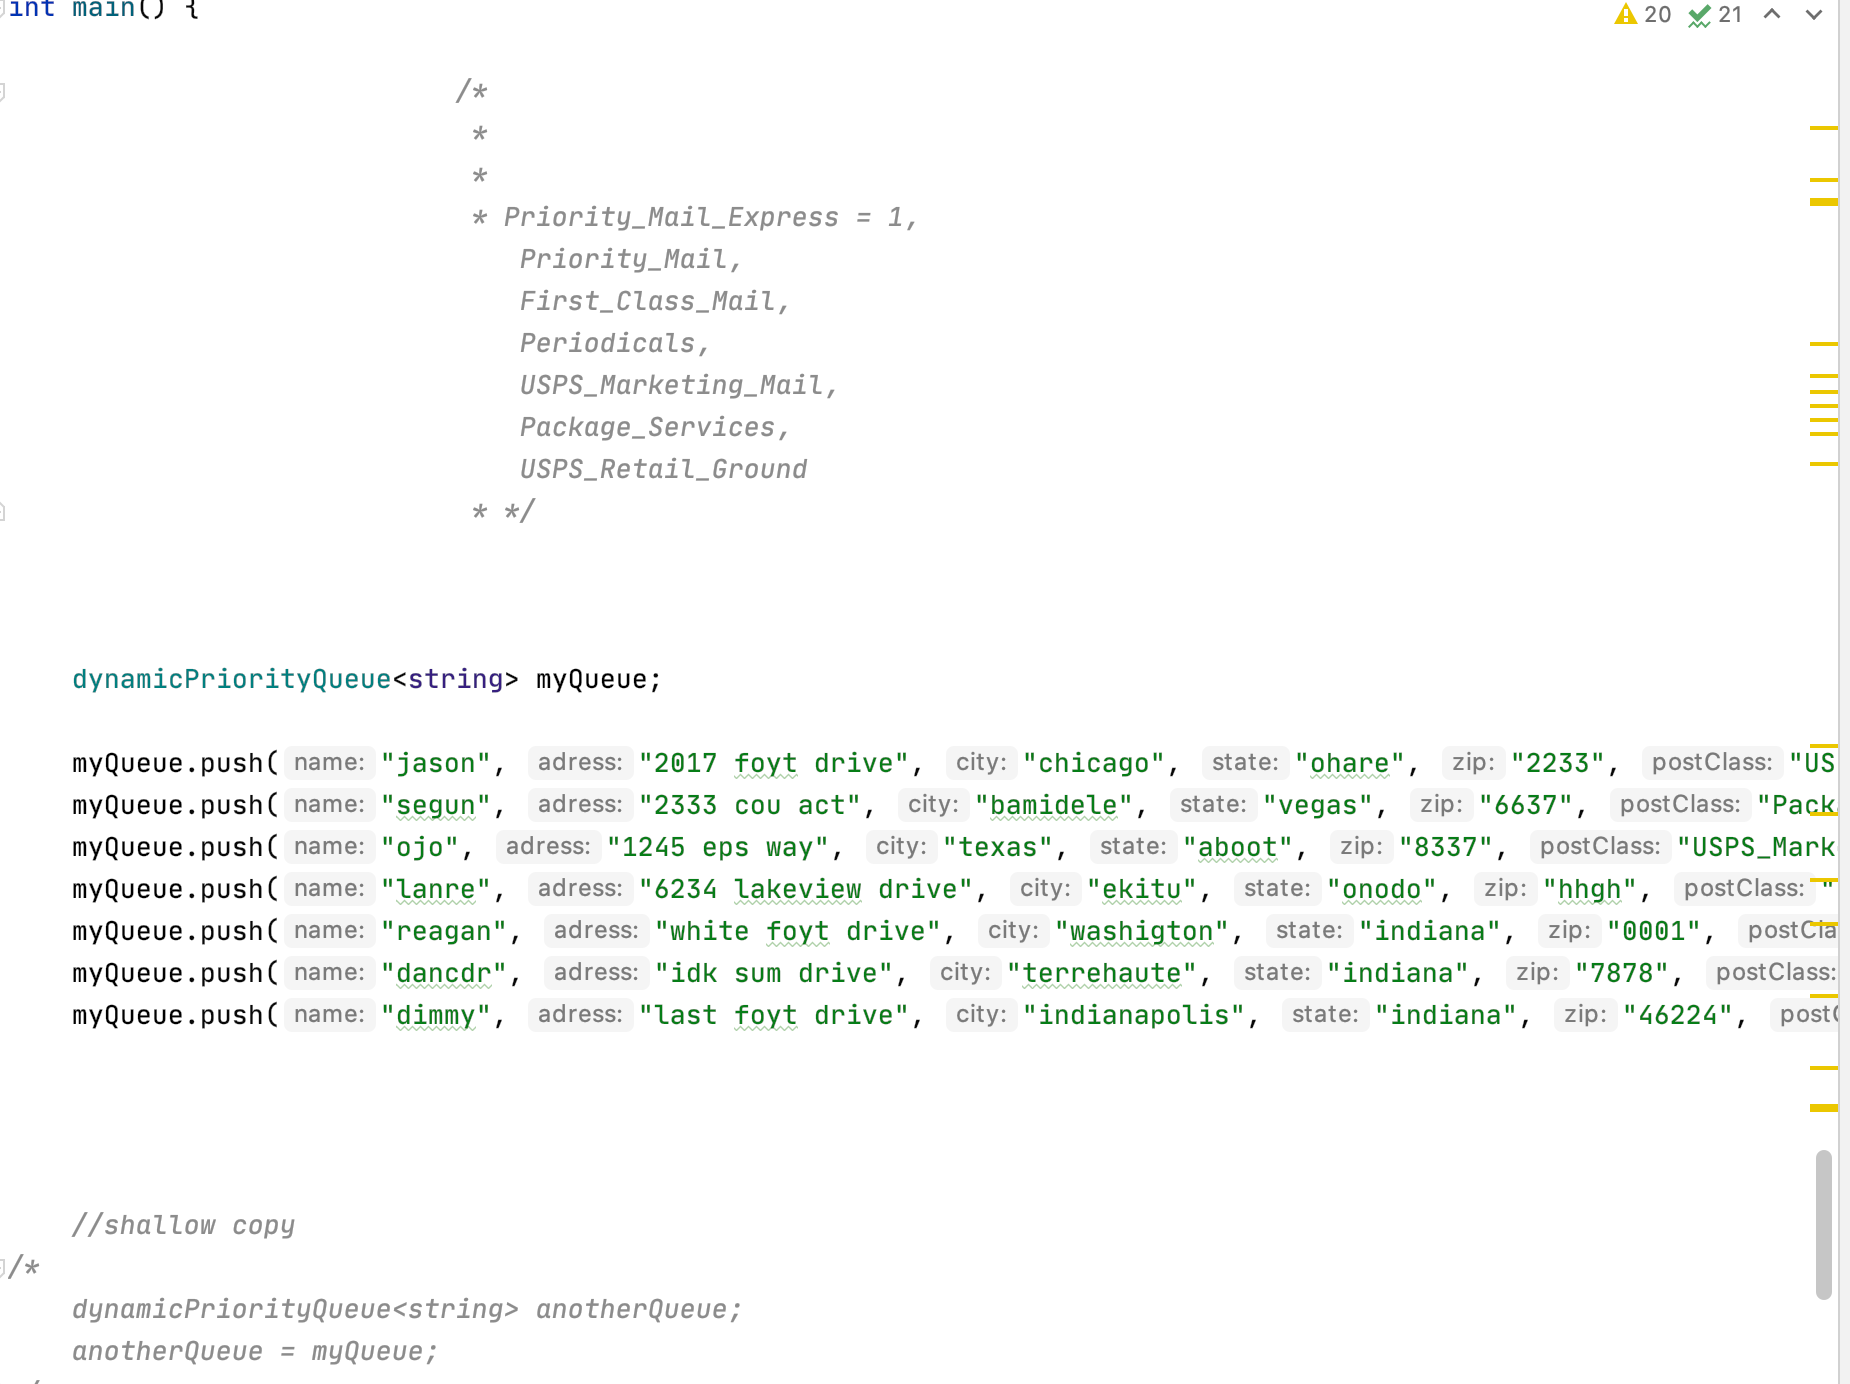 int main() {
20 21
/*
*
*
* Priority_Mail_Express = 1,
Priority_Mail,
First_Class_Mail,
Periodicals,
USPS_Marketing_Mail,
Package_Services,
USPS_Retail_Ground
* */
dynamicPriorityQueue<string> myQueue;
myQueue.push( name: "jason", adress: "2017 foyt drive", city: "chicago", state: "ohare", zip: "2233", postClass: "US
myQueue.push( name: "segun", adress: "2333 cou act", city: "bamidele", state: "vegas", zip: "6637", postClass: "Pack
myQueue.push( name: "ojo", adress: "1245 eps way", city: "texas", state: "aboot", zip: "8337", postClass: "USPS_Mark
myQueue.push( name: "lanre", adress: "6234 lakeview drive", city: "ekitu", state: "onodo", zip: "hhgh", postClass: "
myQueue.push( name: "reagan", adress: "white foyt drive", city: "washigton", state: "indiana", zip: "0001", postCla
myQueue.push( name: "dancdr", adress: "idk sum drive", city: "terrehaute", state: "indiana", zip: "7878", postClass:
myQueue.push( name: "dimmy", adress: "last foyt drive", city: "indianapolis", state: "indiana", zip: "46224", post
//shallow copy
/*
dynamicPriorityQueue<string> anotherQueue;
anotherQueue = myQueue;